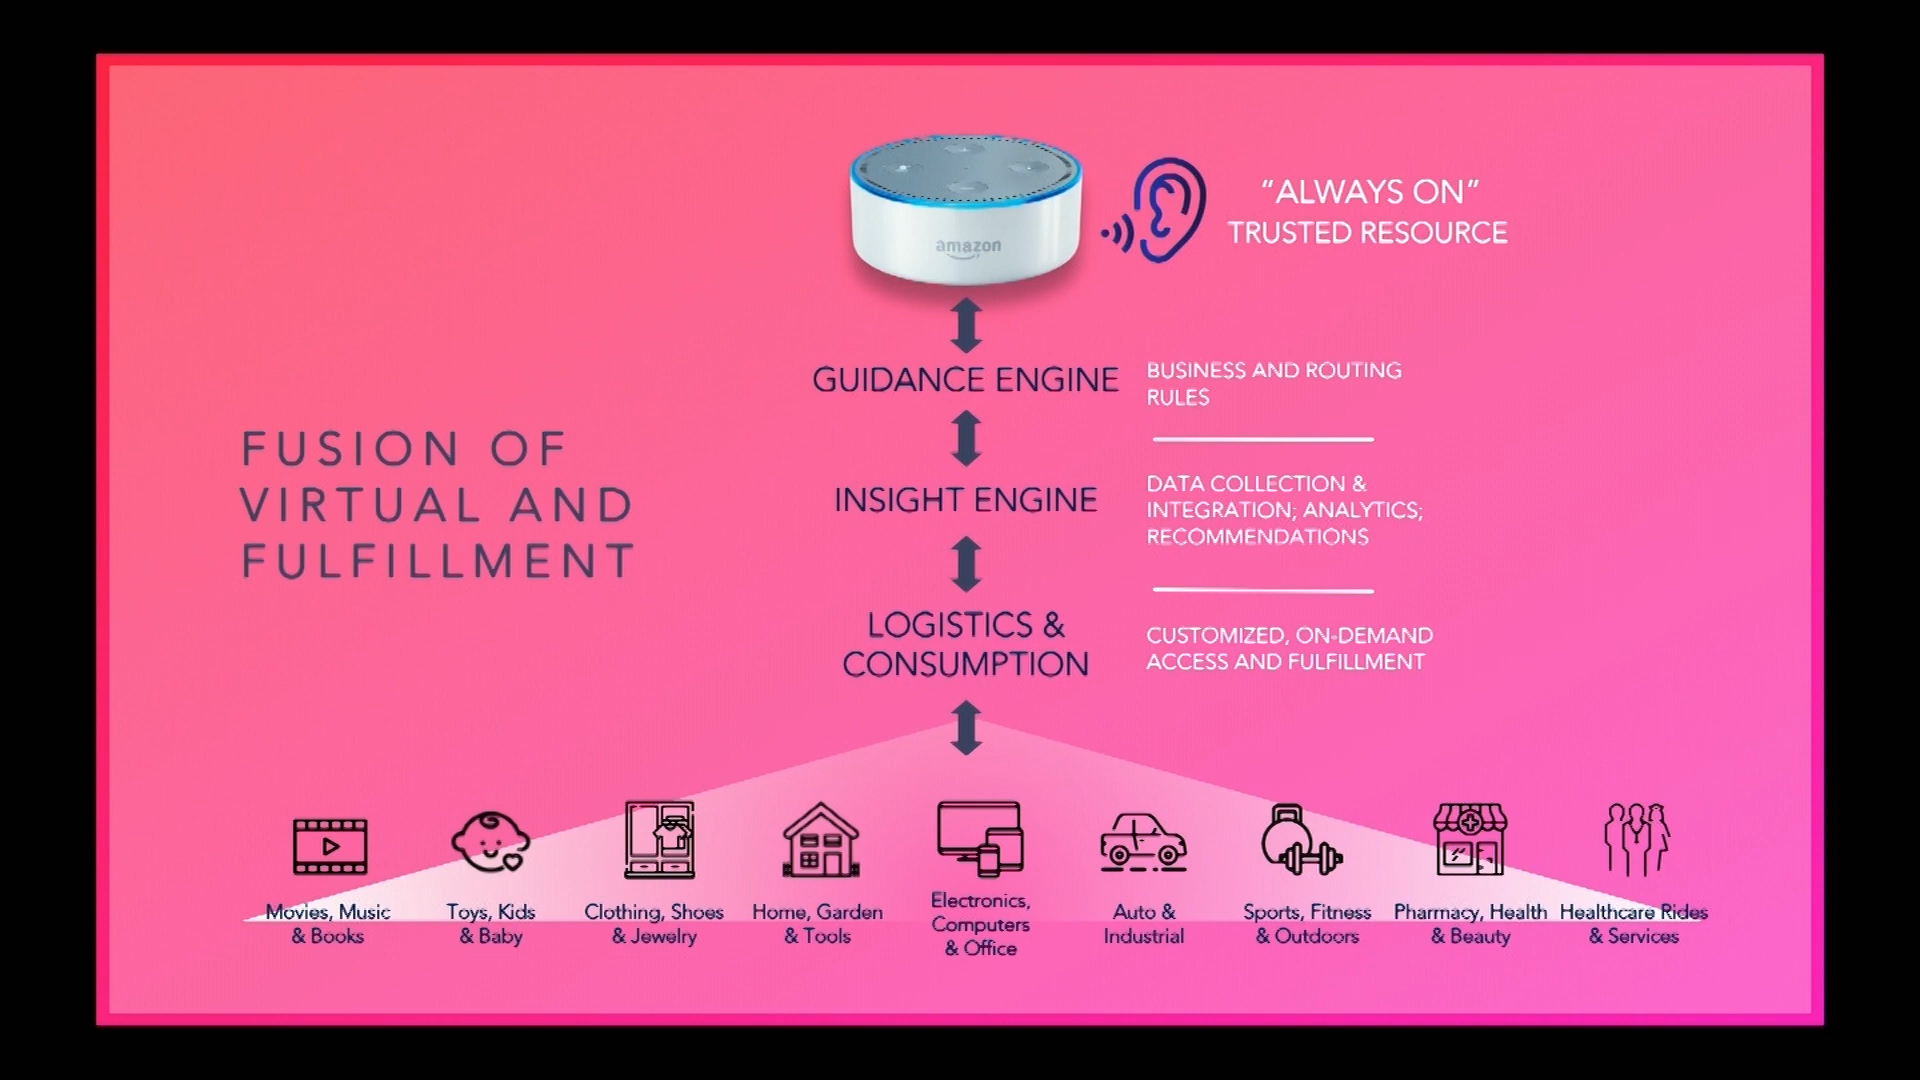 amazon
“ALWAYS ON”
TRUSTED RESOURCE
FUSION OF
VIRTUAL AND
FULFILLMENT
GUIDANCE ENGINE
BUSINESS AND ROUTING
RULES
INSIGHT ENGINE
DATA COLLECTION &
INTEGRATION; ANALYTICS;
RECOMMENDATIONS
LOGISTICS &
CONSUMPTION
CUSTOMIZED, ON-DEMAND
ACCESS AND FULFILLMENT
Movies, Music
& Books
Toys, Kids
& Baby
Clothing, Shoes
& Jewelry
Home, Garden
& Tools
Electronics,
Computers
& Office
Auto &
Industrial
Sports, Fitness
& Outdoors
Pharmacy, Health
& Beauty
Healthcare Rides
& Services